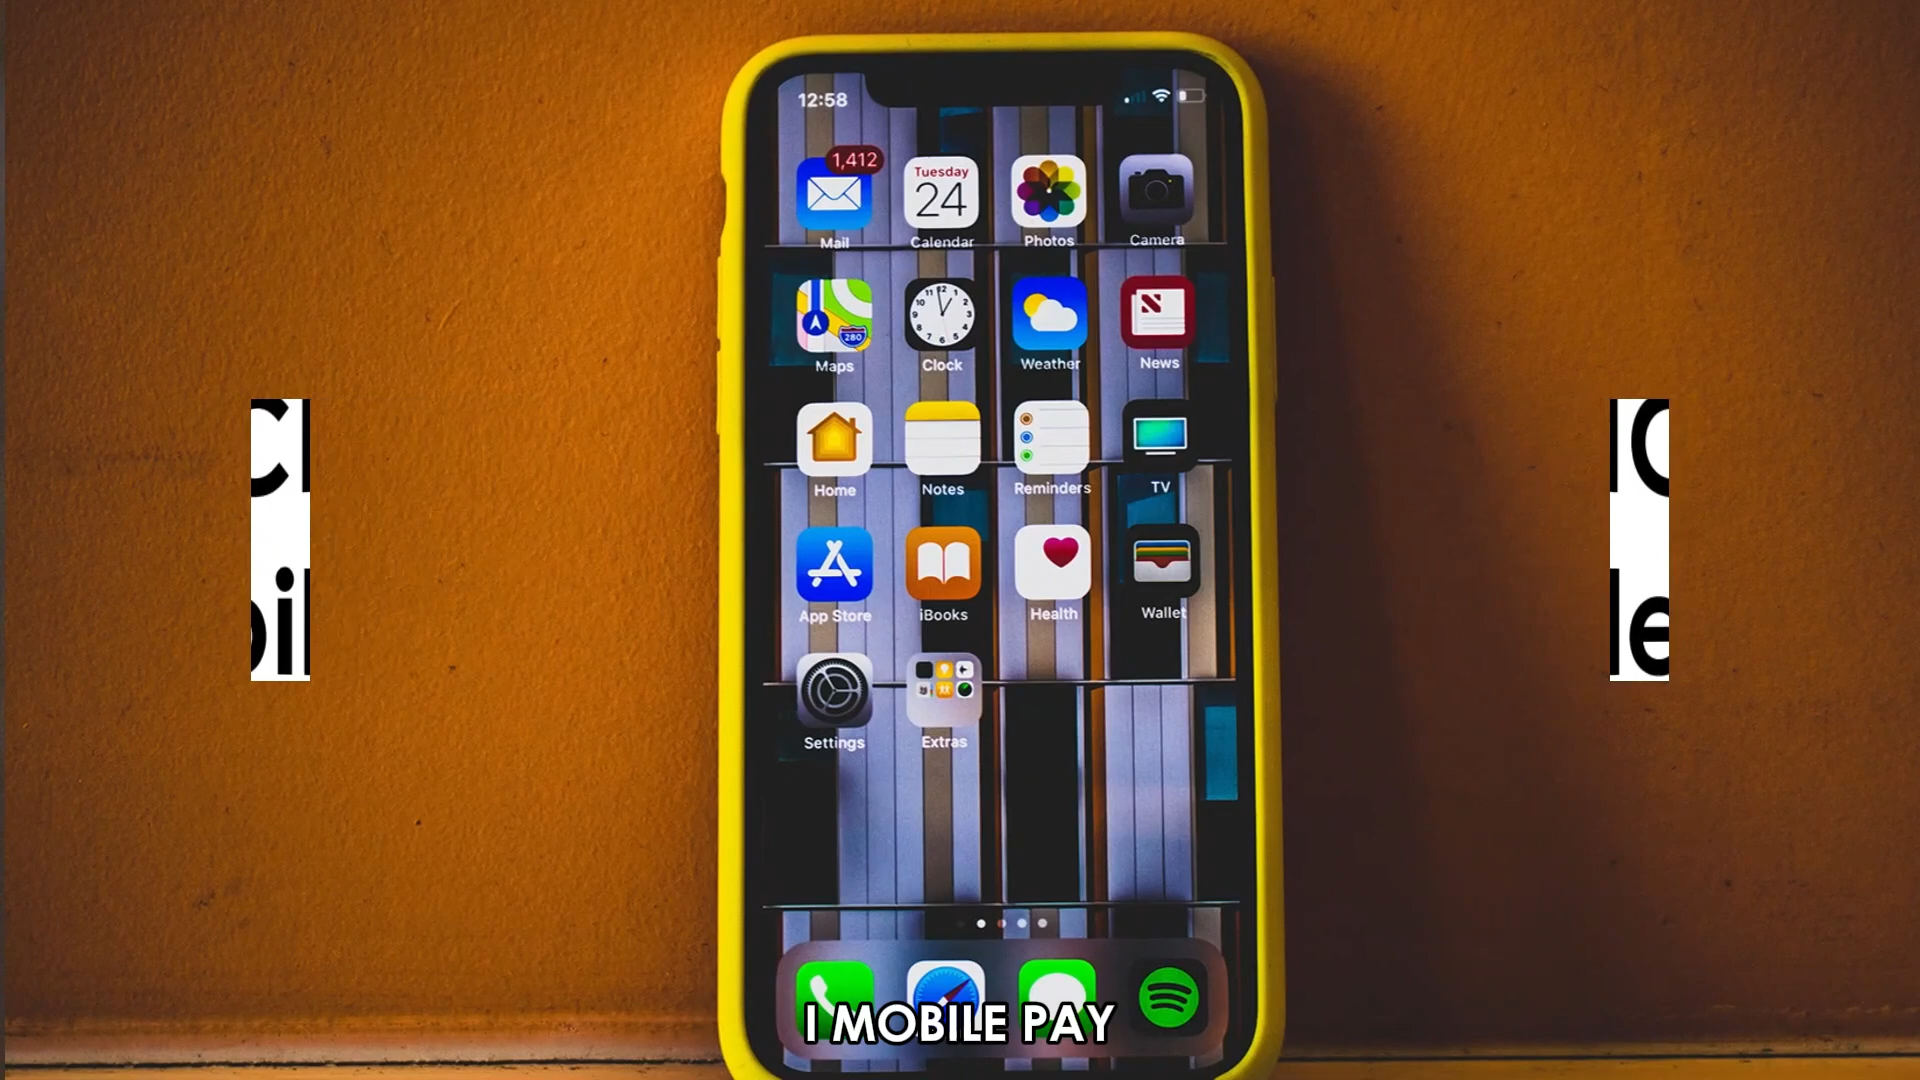 12:58
1,412
Tuesday
24
Mail
Calendar
Photos
Camera
280
Maps
Clock
Weather
News
Home
Notes
Reminders
TV
App Store
iBooks
Health
Wallet
Settings
Extras
I MOBILE PAY